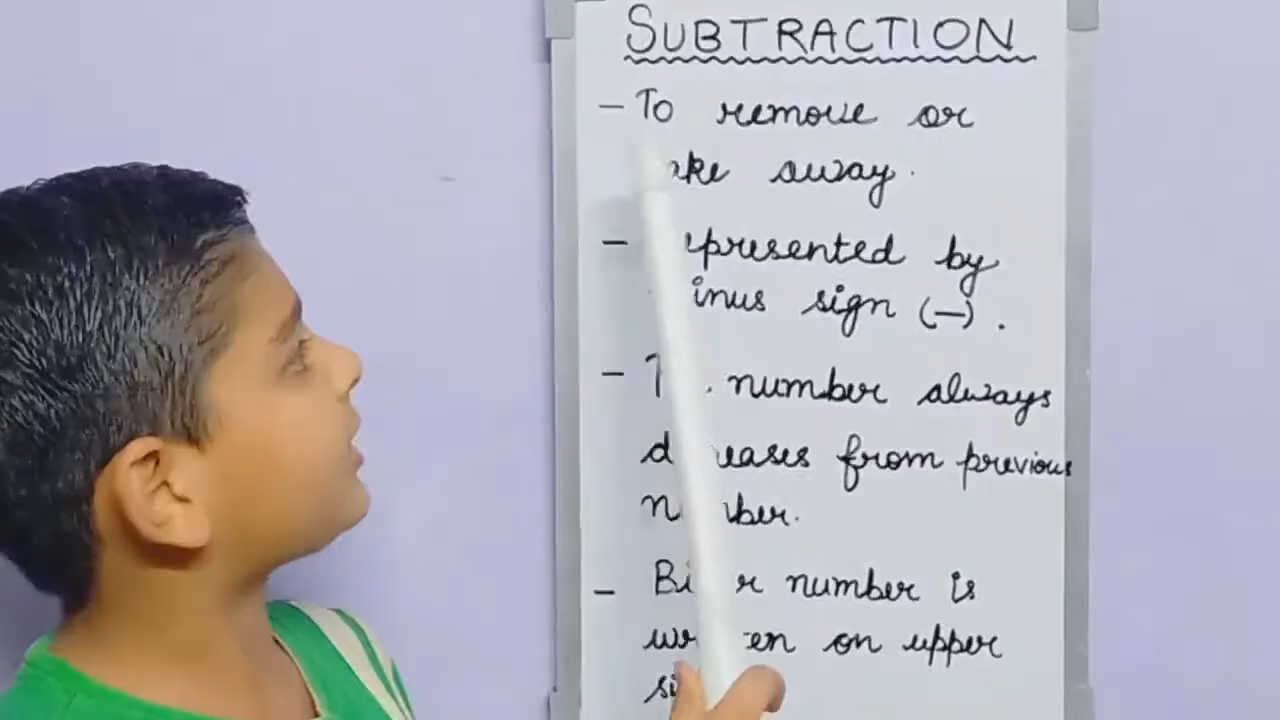 SUBTRACTION
- To remove or
take away.
- Represented by
minus sign (-).
- The number always
decreases from previous
number.
- Bigger number is
written on upper